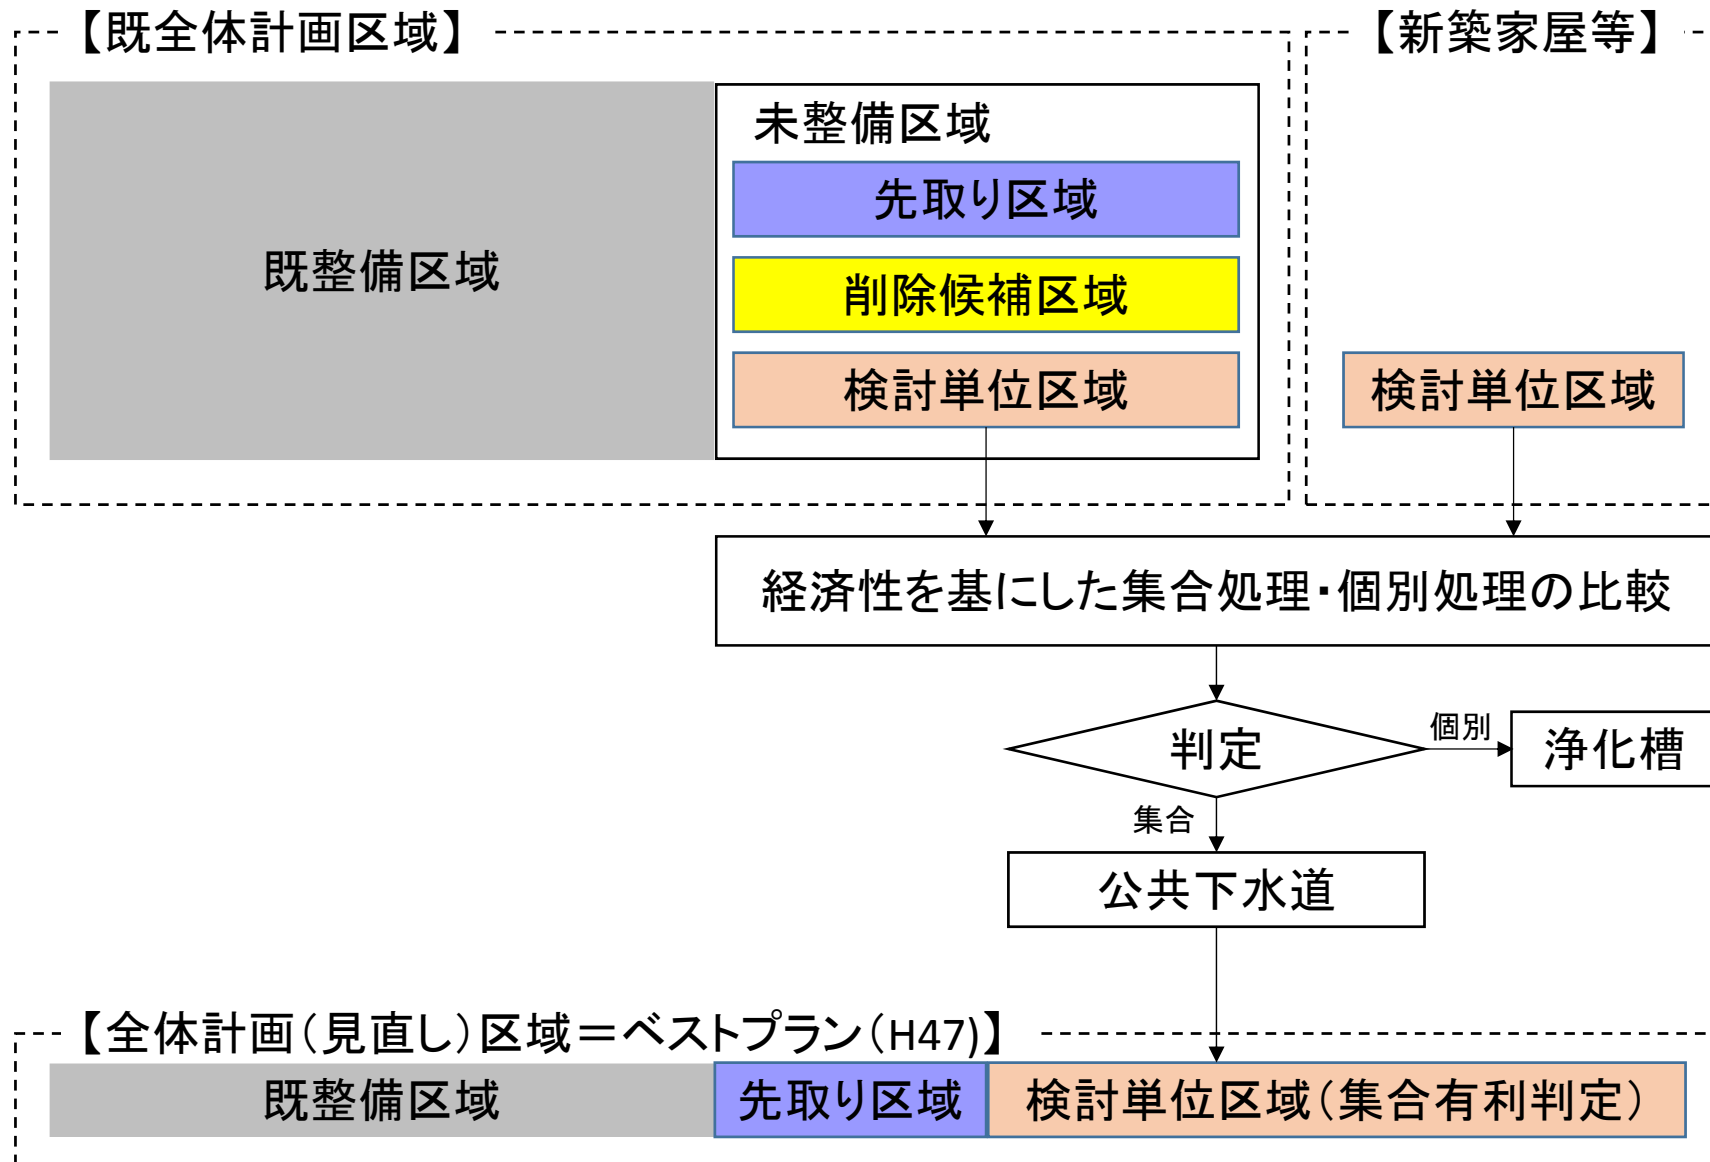 【既全体計画区域】
【新築家屋等】
未整備区域
先取り区域
既整備区域
削除候補区域
検討単位区域
検討単位区域
経済性を基にした集合処理・個別処理の比較
判定
個別
浄化槽
集合
公共下水道
【全体計画（見直し）区域＝ベストプラン（H47)】
既整備区域
先取り区域
検討単位区域（集合有利判定）